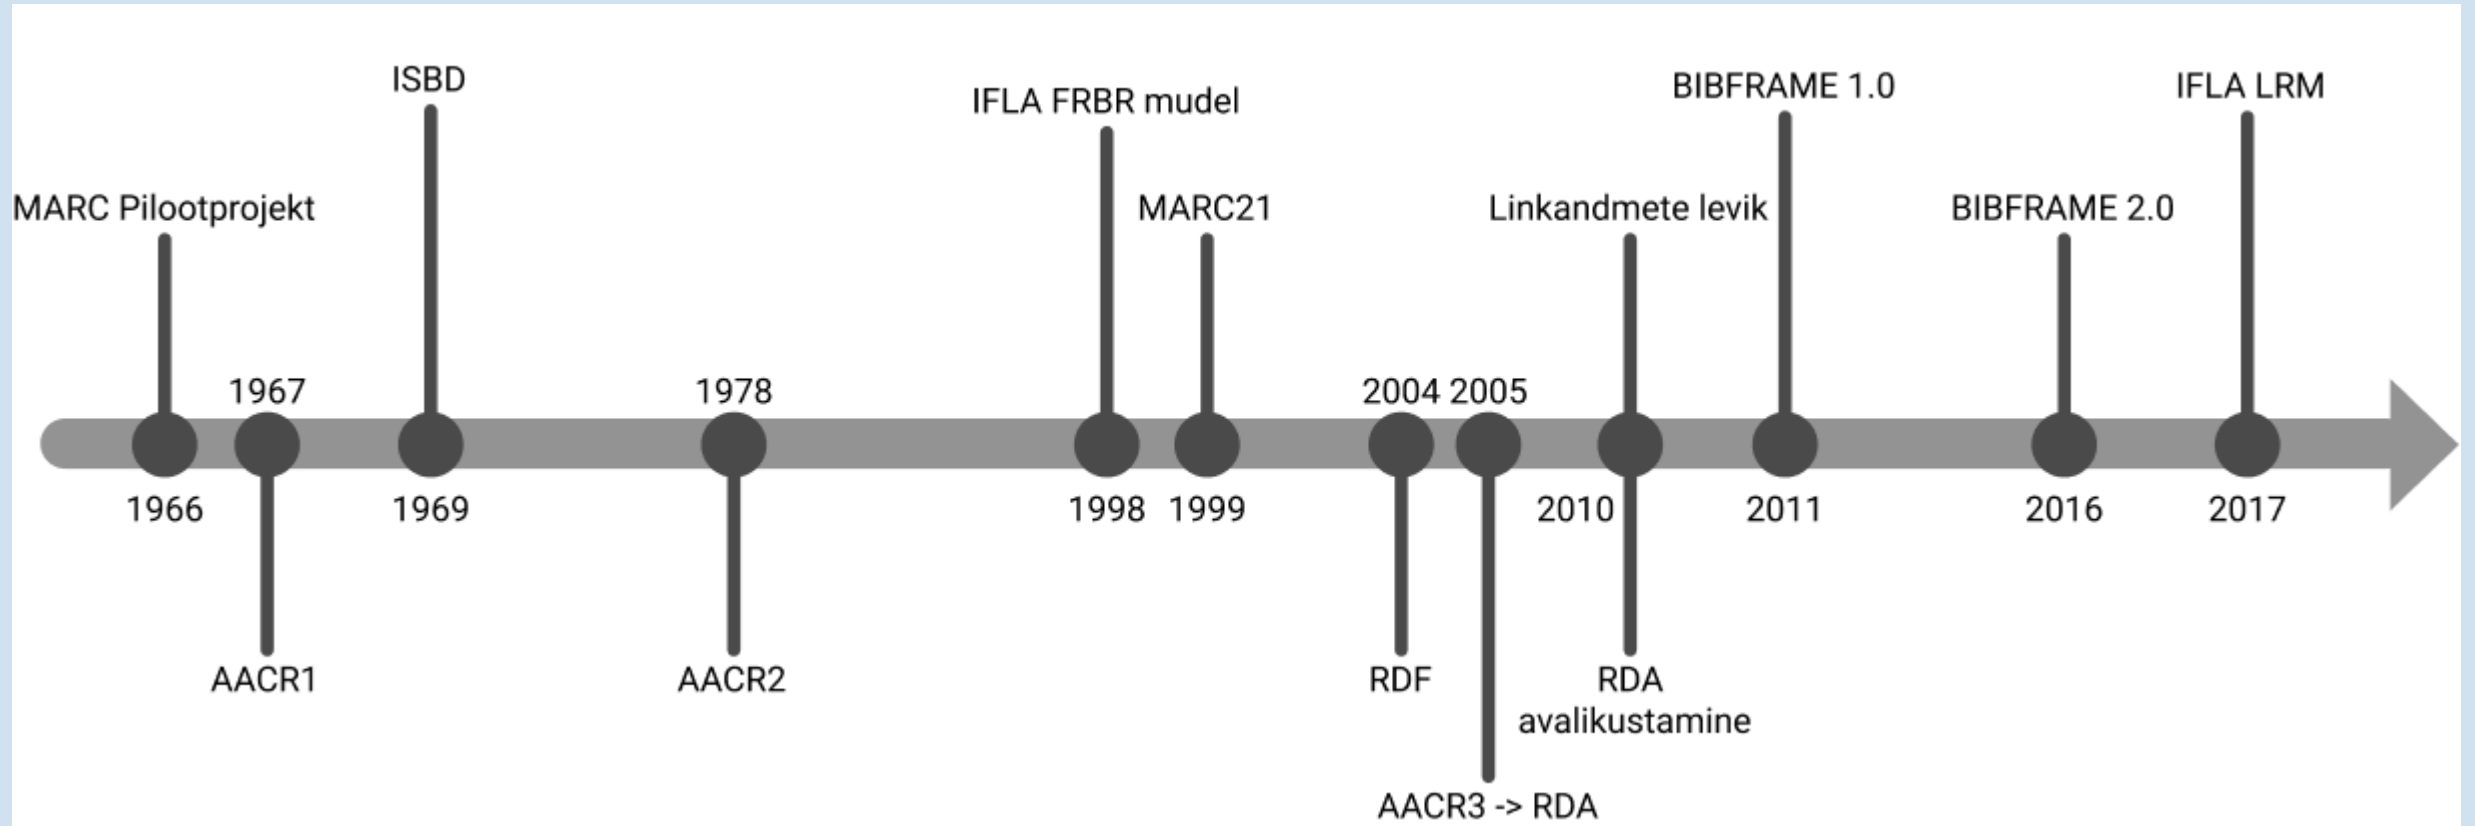 ISBD
IFLA FRBR mudel
BIBFRAME 1.0
IFLA LRM
MARC Pilootprojekt
MARC21
Linkandmete levik
BIBFRAME 2.0
1967
1978
2004
2005
1966
1969
1998
1999
2010
2011
2016
2017
AACR1
AACR2
RDF
RDA
avalikustamine
AACR3 -> RDA